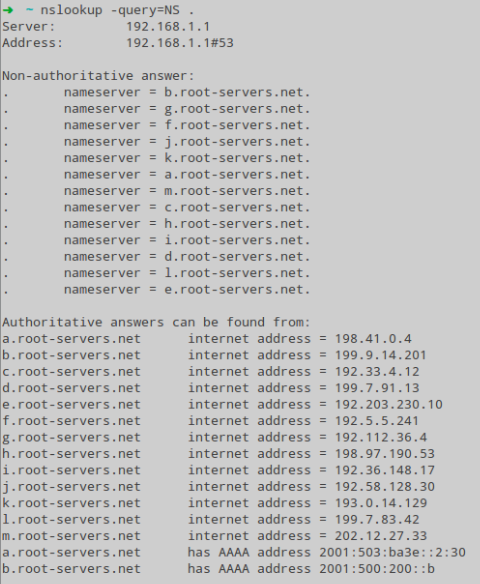 ➜ ~ nslookup -query=NS .
Server: 192.168.1.1
Address: 192.168.1.1#53
Non-authoritative answer:
. nameserver = b.root-servers.net.
. nameserver = g.root-servers.net.
. nameserver = f.root-servers.net.
. nameserver = j.root-servers.net.
. nameserver = k.root-servers.net.
. nameserver = a.root-servers.net.
. nameserver = m.root-servers.net.
. nameserver = c.root-servers.net.
. nameserver = h.root-servers.net.
. nameserver = i.root-servers.net.
. nameserver = d.root-servers.net.
. nameserver = l.root-servers.net.
. nameserver = e.root-servers.net.
Authoritative answers can be found from:
a.root-servers.net internet address = 198.41.0.4
b.root-servers.net internet address = 199.9.14.201
c.root-servers.net internet address = 192.33.4.12
d.root-servers.net internet address = 199.7.91.13
e.root-servers.net internet address = 192.203.230.10
f.root-servers.net internet address = 192.5.5.241
g.root-servers.net internet address = 192.112.36.4
h.root-servers.net internet address = 198.97.190.53
i.root-servers.net internet address = 192.36.148.17
j.root-servers.net internet address = 192.58.128.30
k.root-servers.net internet address = 193.0.14.129
l.root-servers.net internet address = 199.7.83.42
m.root-servers.net internet address = 202.12.27.33
a.root-servers.net has AAAA address 2001:503:ba3e::2:30
b.root-servers.net has AAAA address 2001:500:200::b